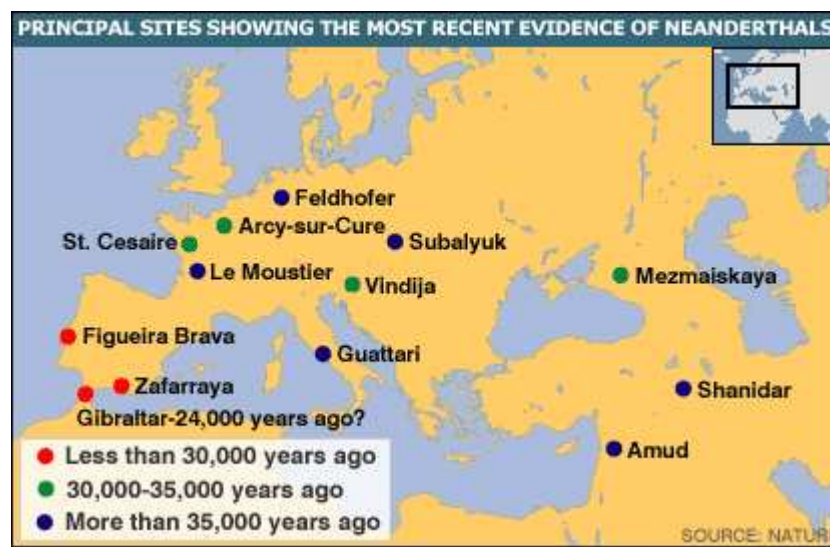 PRINCIPAL SITES SHOWING THE MOST RECENT EVIDENCE OF NEANDERTHALS
Feldhofer
Arcy-sur-Cure
St. Cesaire
Subalyuk
Le Moustier
Vindija
Mezmaiskaya
Figueira Brava
Guattari
Zafarraya
Shanidar
Gibraltar-24,000 years ago?
Amud
Less than 30,000 years ago
30,000-35,000 years ago
More than 35,000 years ago
SOURCE: NATUR